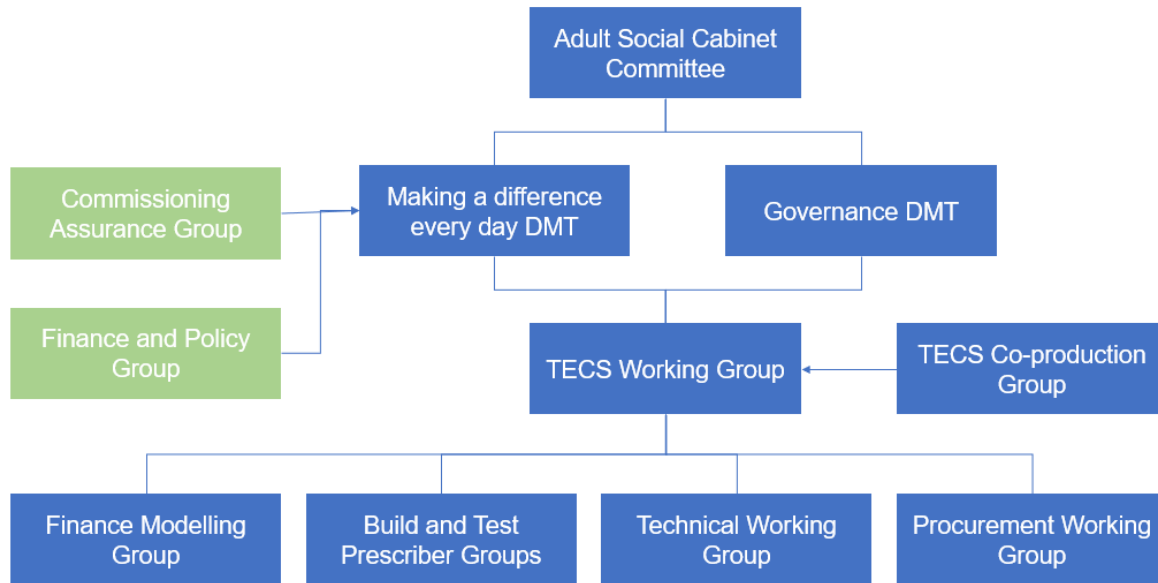 Adult Social Cabinet
Committee
Commissioning
Assurance Group
Making a difference
every day DMT
Governance DMT
Finance and Policy
Group
TECS Working Group
TECS Co-production
Group
Finance Modelling
Group
Build and Test
Prescriber Groups
Technical Working
Group
Procurement Working
Group